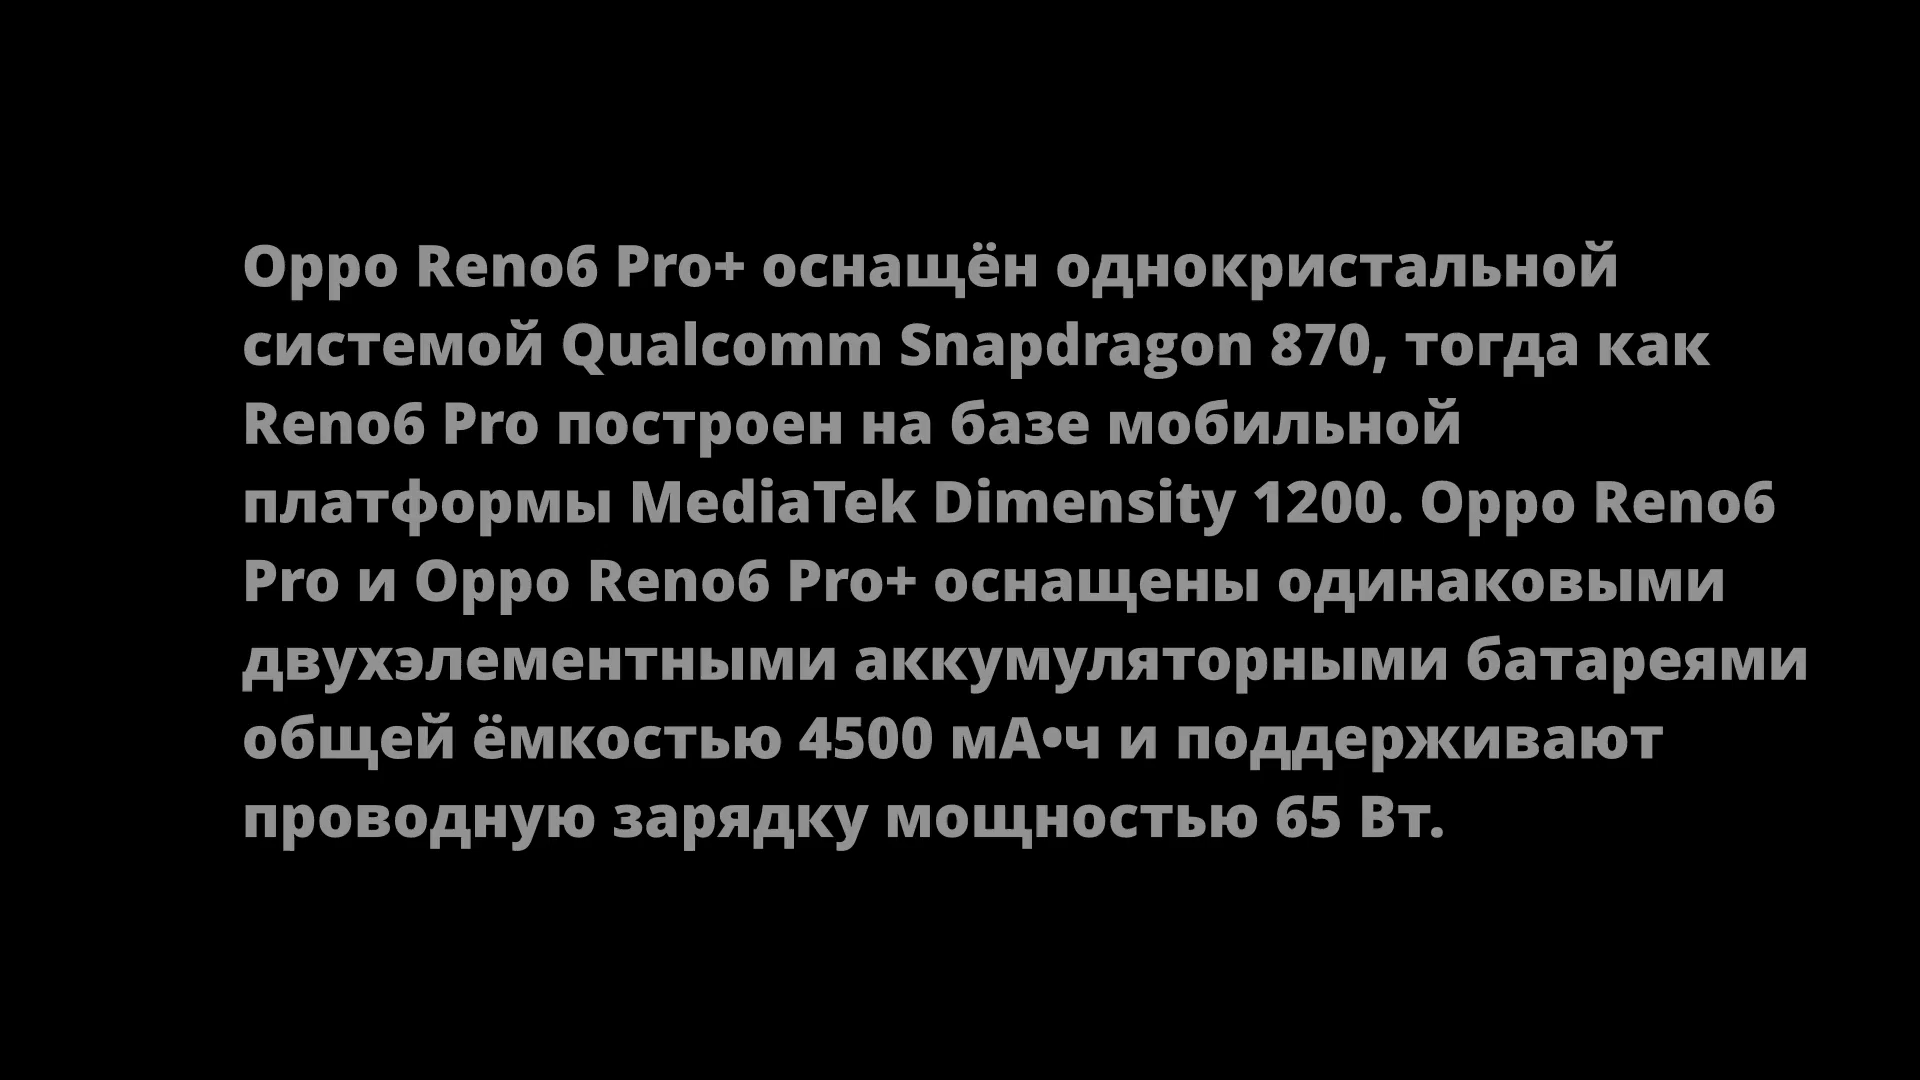 Oppo Reno6 Pro+ оснащён однокристальной
системой Qualcomm Snapdragon 870, тогда как
Reno6 Pro построен на базе мобильной
платформы MediaTek Dimensity 1200. Oppo Reno6
Pro и Oppo Reno6 Pro+ оснащены одинаковыми
двухэлементными аккумуляторными батареями
общей ёмкостью 4500 мА•ч и поддерживают
проводную зарядку мощностью 65 Вт.